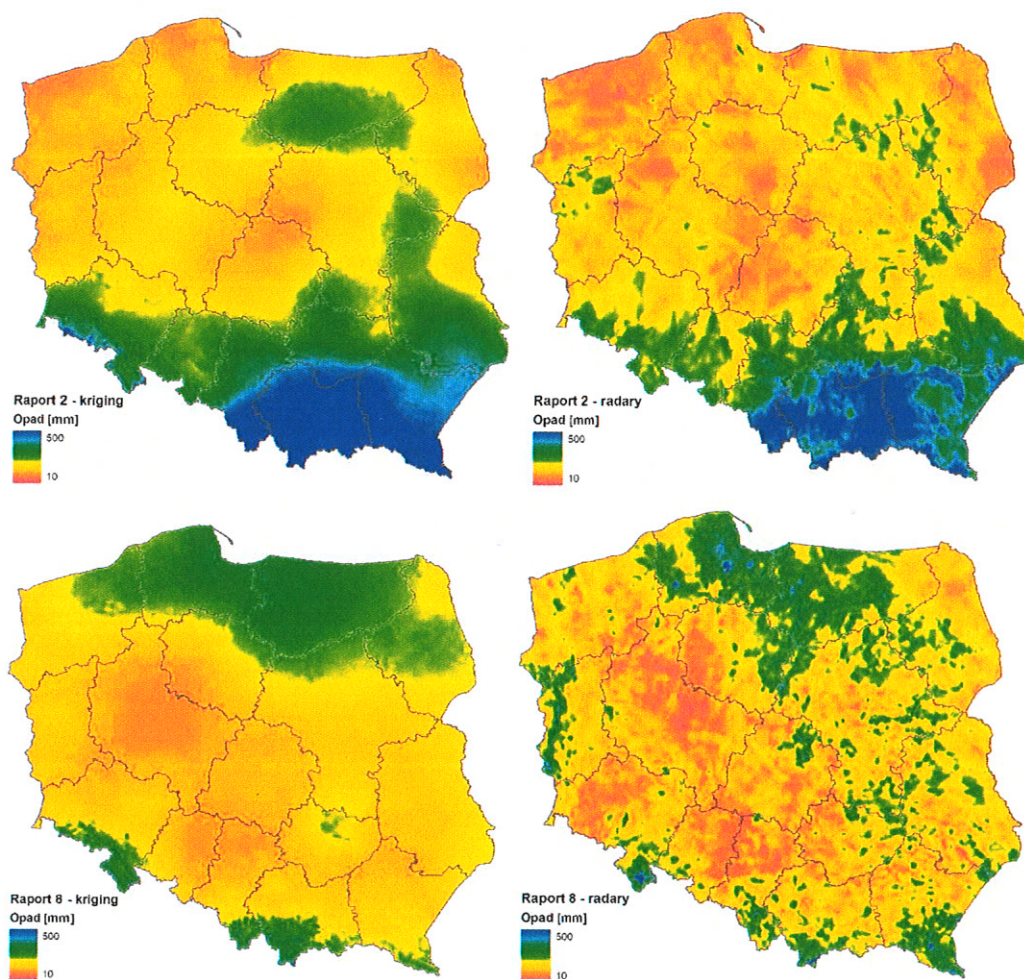 Raport 2 - kriging
Opad [mm]
500
10
Raport 2 - radary
Opad [mm]
500
10
Raport 8 - kriging
Opad [mm]
500
10
Raport 8 - radary
Opad [mm]
500
10